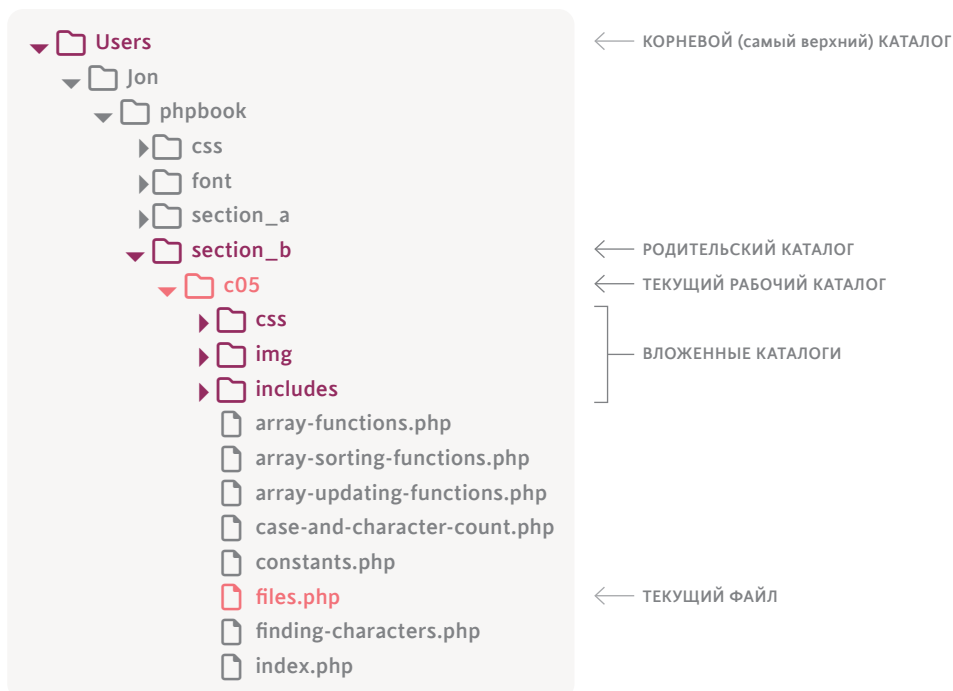 Users ← КОРНЕВОЙ (самый верхний) КАТАЛОГ
Jon
phpbook
css
font
section_a
section_b ← РОДИТЕЛЬСКИЙ КАТАЛОГ
c05 ← ТЕКУЩИЙ РАБОЧИЙ КАТАЛОГ
css
img ВЛОЖЕННЫЕ КАТАЛОГИ
includes
array-functions.php
array-sorting-functions.php
array-updating-functions.php
case-and-character-count.php
constants.php
files.php ← ТЕКУЩИЙ ФАЙЛ
finding-characters.php
index.php